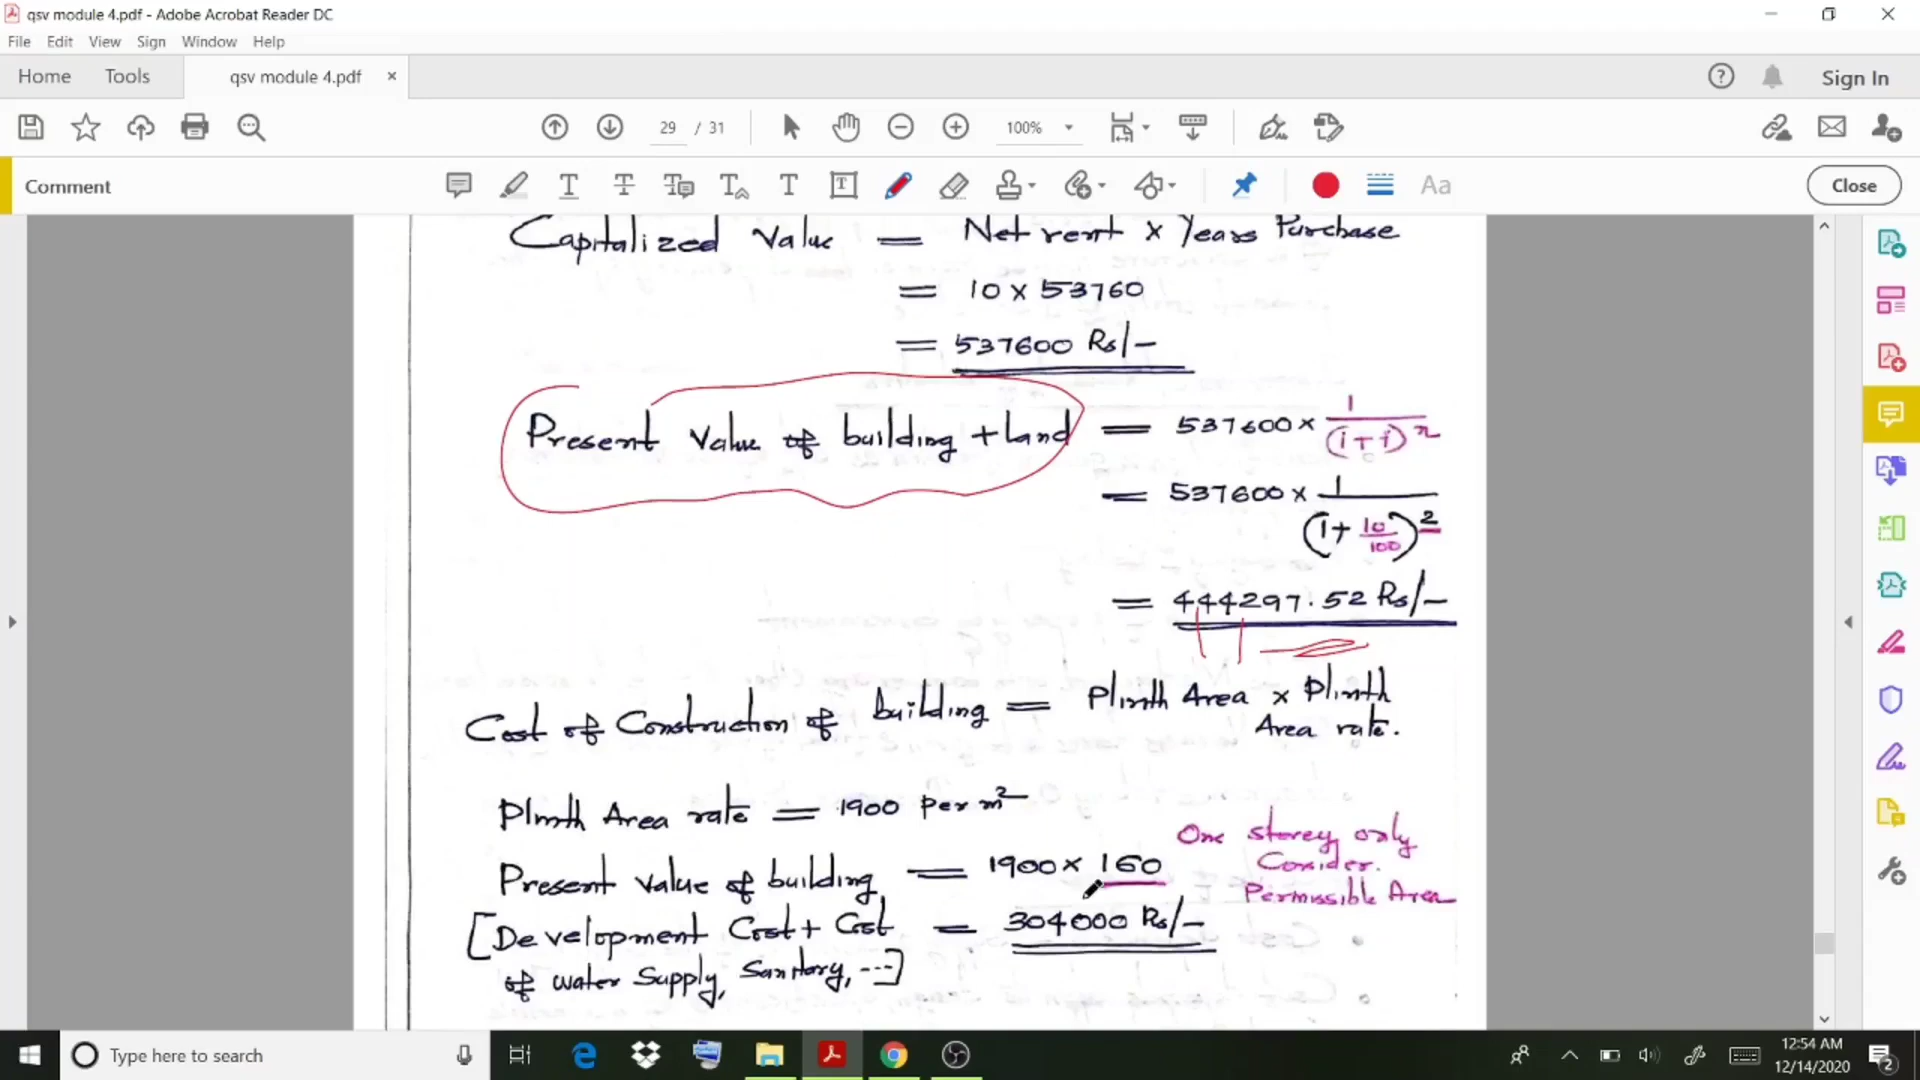 qsv module 4.pdf - Adobe Acrobat Reader DC
File Edit View Sign Window Help
Home Tools qsv module 4.pdf × ? Sign In
29 / 31 100%
Comment T T T T T Aa Close
Capitalized Value = Net rent x Years Purchase
= 10 x 53760
= 537600 Rs/-
Present Value of building + Land = 537600 x 1/(1+i)^n
= 537600 x 1/(1+10/100)^2
= 444297.52 Rs/-
Cost of Construction of building = Plinth Area x Plinth
Area rate.
Plinth Area rate = 1900 per m²
Present Value of building = 1900 x 160
One storey only
Consider.
Permissible Area
[Development Cost + Cost = 304000 Rs/-
of water Supply, Sanitory, ---]
Type here to search
12:54 AM
12/14/2020
2